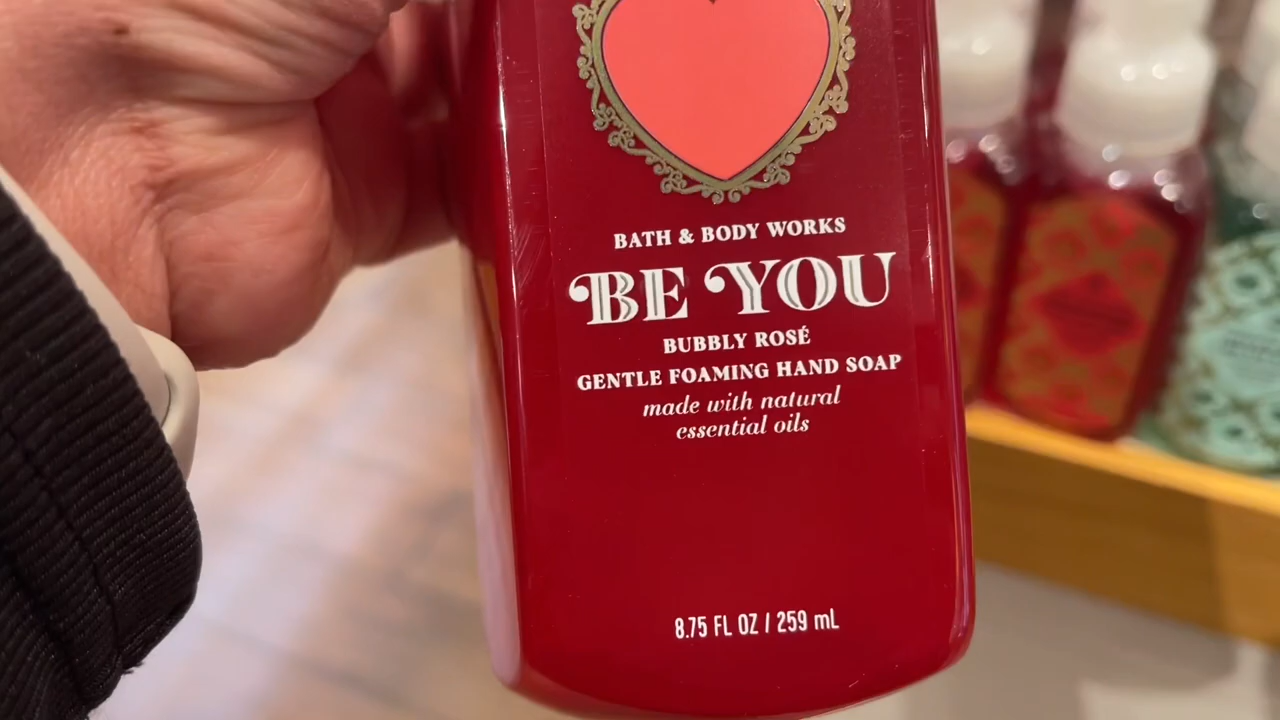 BATH & BODY WORKS
BE YOU
BUBBLY ROSÉ
GENTLE FOAMING HAND SOAP
made with natural
essential oils
8.75 FL OZ / 259 mL